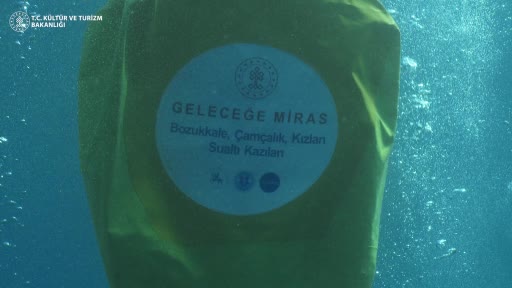 T.C. KÜLTÜR VE TURİZM
BAKANLIĞI
GELECEĞE MİRAS
Bozukkale, Çamçalık, Kızlan
Sualtı Kazıları